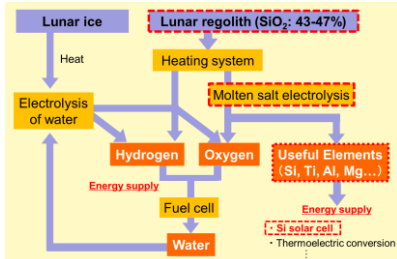 Lunar ice
Lunar regolith (SiO₂: 43-47%)
Heat
Heating system
Electrolysis
of water
Molten salt electrolysis
Hydrogen
Oxygen
Useful Elements
(Si, Ti, Al, Mg…)
Energy supply
Energy supply
Fuel cell
・Si solar cell
・Thermoelectric conversion
Water